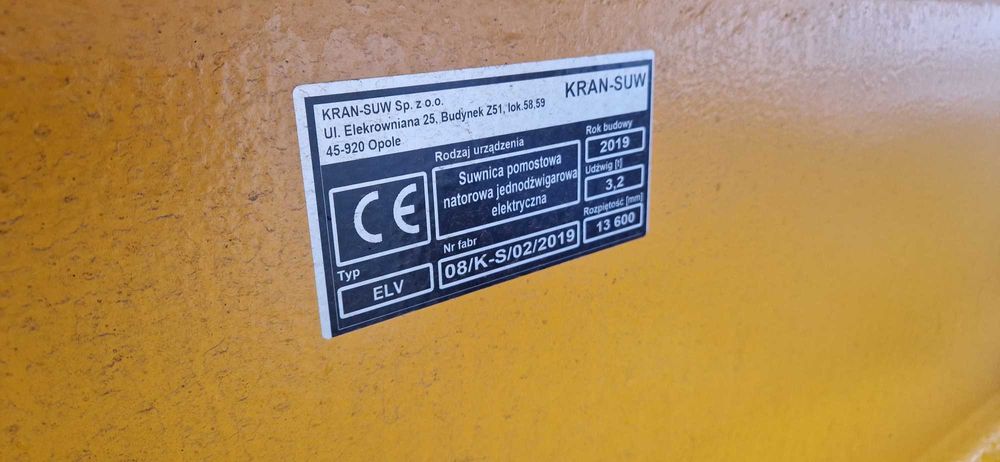 KRAN-SUW Sp. z o.o.
Ul. Elekrowniana 25, Budynek Z51, lok.58,59
45-920 Opole
KRAN-SUW
Rodzaj urządzenia
Suwnica pomostowa
natorowa jednodźwigarowa
elektryczna
Rok budowy
2019
Udźwig [t]
3,2
Rozpiętość [mm]
13 600
CE
Typ
ELV
Nr fabr
08/K-S/02/2019